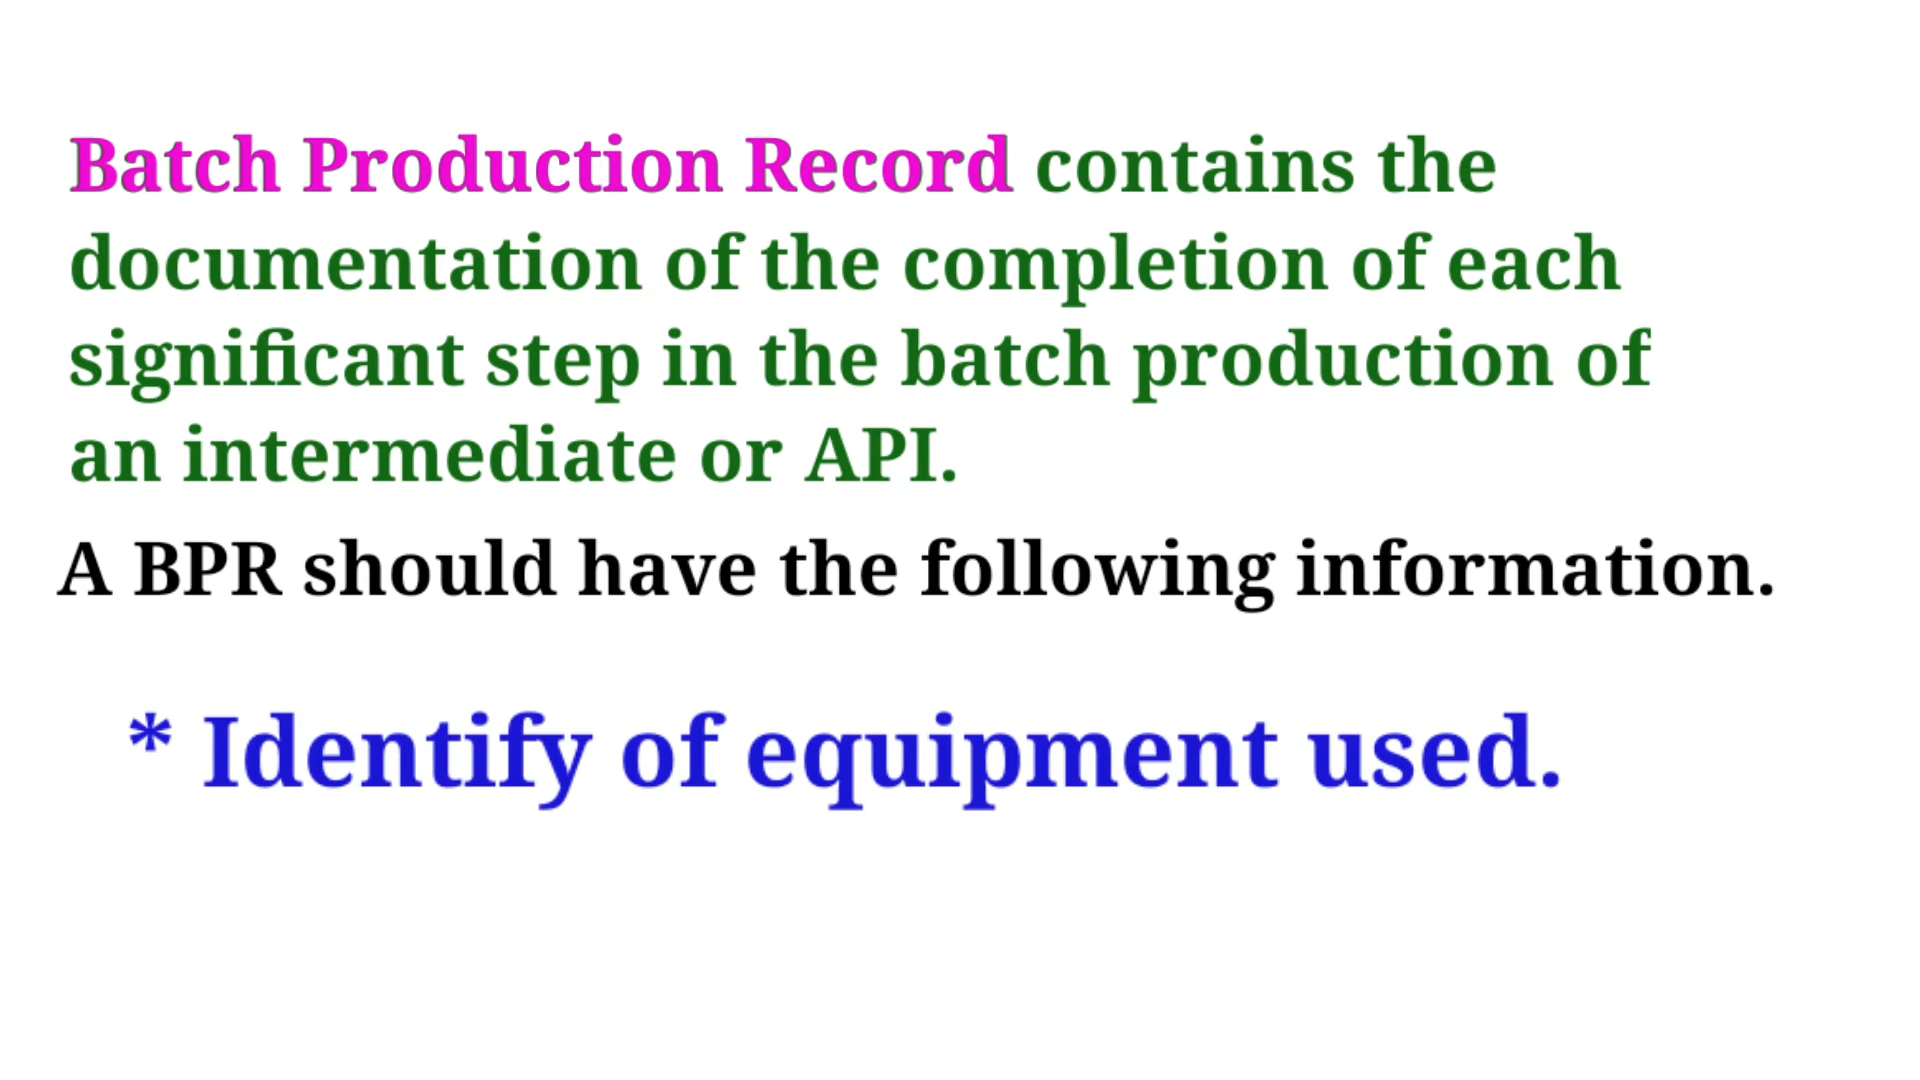 Batch Production Record contains the
documentation of the completion of each
significant step in the batch production of
an intermediate or API.
A BPR should have the following information.
* Identify of equipment used.